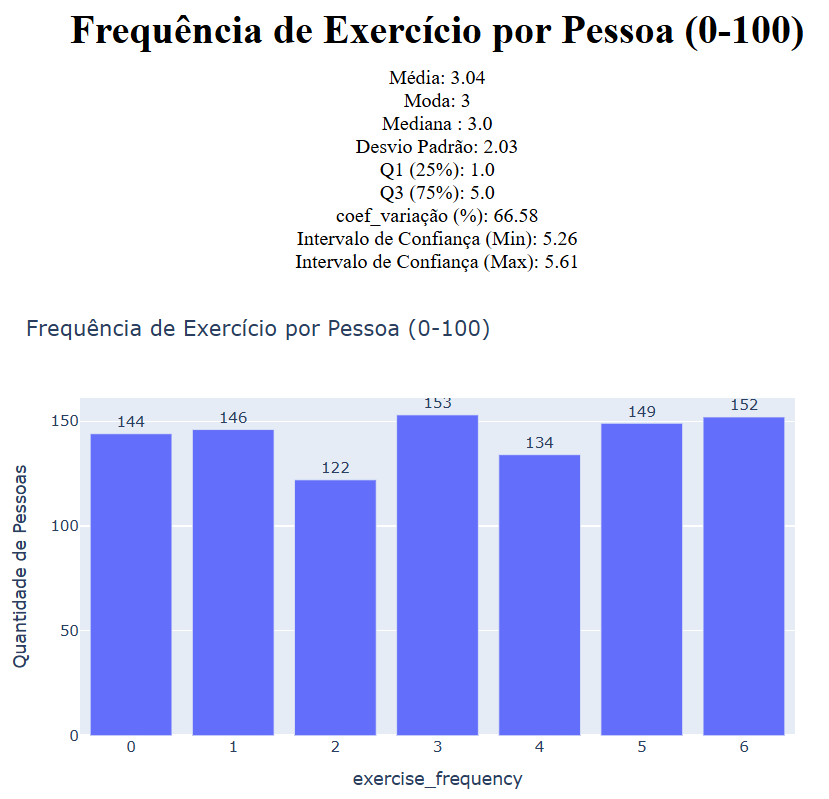 Frequência de Exercício por Pessoa (0-100)
Média: 3.04
Moda: 3
Mediana : 3.0
Desvio Padrão: 2.03
Q1 (25%): 1.0
Q3 (75%): 5.0
coef_variação (%): 66.58
Intervalo de Confiança (Min): 5.26
Intervalo de Confiança (Max): 5.61
Frequência de Exercício por Pessoa (0-100)
Quantidade de Pessoas
150
100
50
0
144
146
122
153
134
149
152
0 1 2 3 4 5 6
exercise_frequency